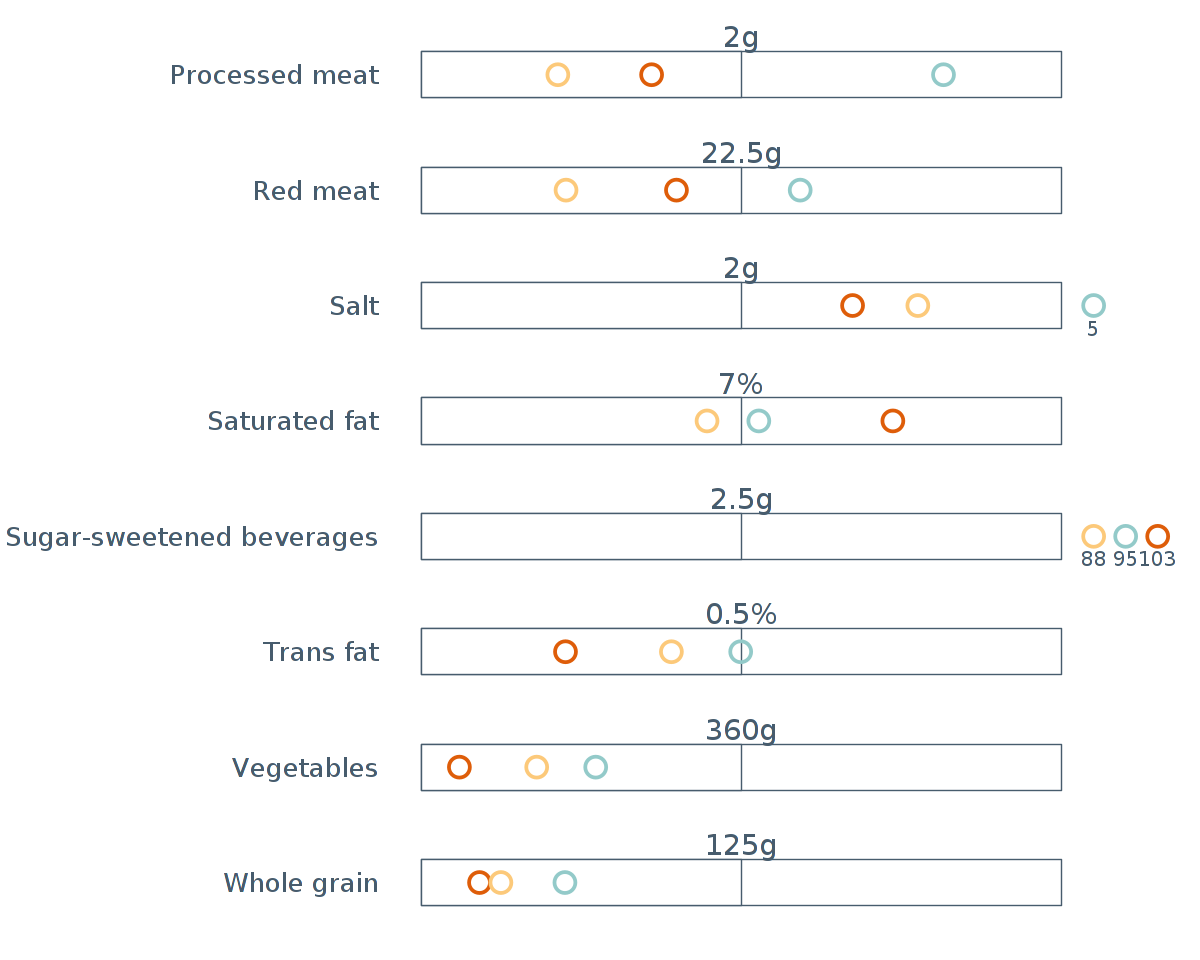 2g
Processed meat
22.5g
Red meat
2g
Salt
5
7%
Saturated fat
2.5g
Sugar-sweetened beverages
88 95 103
0.5%
Trans fat
360g
Vegetables
125g
Whole grain